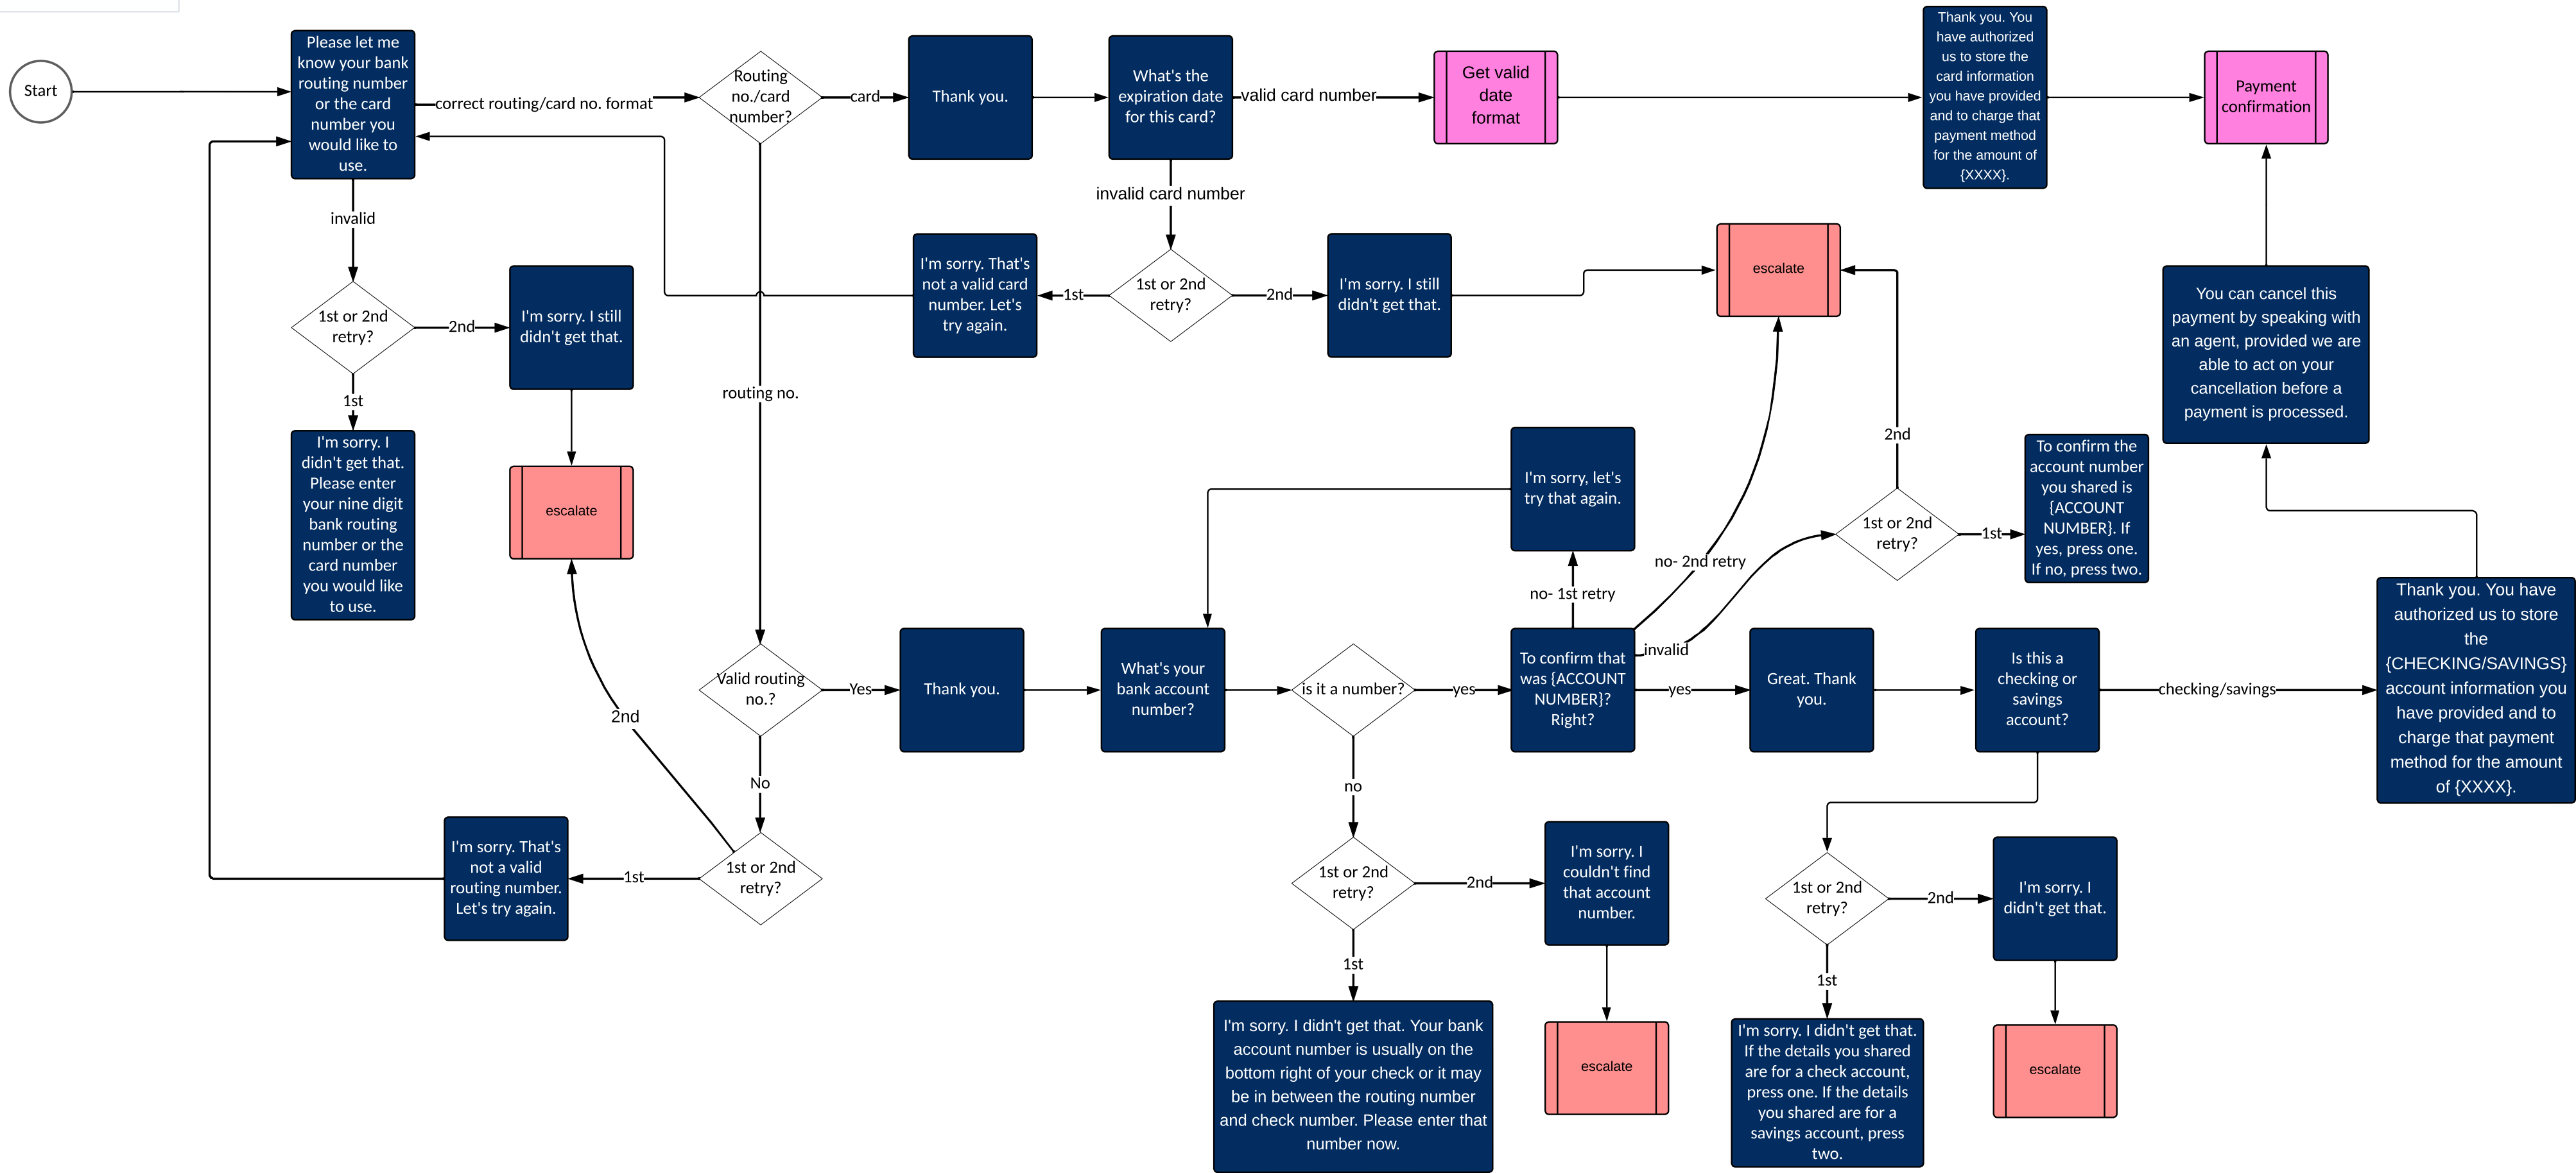 Start
Please let me
know your bank
routing number
or the card
number you
would like to
use.
correct routing/card no. format
Routing
no./card
number?
card
Thank you.
What's the
expiration date
for this card?
valid card number
Get valid
date
format
Thank you. You
have authorized
us to store the
card information
you have provided
and to charge that
payment method
for the amount of
{XXXX}.
Payment
confirmation
invalid
invalid card number
1st or 2nd
retry?
2nd
I'm sorry. I still
didn't get that.
I'm sorry. That's
not a valid card
number. Let's
try again.
1st
1st or 2nd
retry?
2nd
I'm sorry. I still
didn't get that.
escalate
You can cancel this
payment by speaking with
an agent, provided we are
able to act on your
cancellation before a
payment is processed.
1st
routing no.
I'm sorry. I
didn't get that.
Please enter
your nine digit
bank routing
number or the
card number
you would like
to use.
escalate
I'm sorry, let's
try that again.
2nd
1st or 2nd
retry?
1st
To confirm the
account number
you shared is
{ACCOUNT
NUMBER}. If
yes, press one.
If no, press two.
no- 1st retry
no- 2nd retry
invalid
2nd
Valid routing
no.?
Yes
Thank you.
What's your
bank account
number?
is it a number?
yes
To confirm that
was {ACCOUNT
NUMBER}?
Right?
yes
Great. Thank
you.
Is this a
checking or
savings
account?
checking/savings
Thank you. You have
authorized us to store
the
{CHECKING/SAVINGS}
account information you
have provided and to
charge that payment
method for the amount
of {XXXX}.
No
no
I'm sorry. That's
not a valid
routing number.
Let's try again.
1st
1st or 2nd
retry?
1st or 2nd
retry?
2nd
I'm sorry. I
couldn't find
that account
number.
1st or 2nd
retry?
2nd
I'm sorry. I
didn't get that.
1st
1st
I'm sorry. I didn't get that. Your bank
account number is usually on the
bottom right of your check or it may
be in between the routing number
and check number. Please enter that
number now.
escalate
I'm sorry. I didn't get that.
If the details you shared
are for a check account,
press one. If the details
you shared are for a
savings account, press
two.
escalate